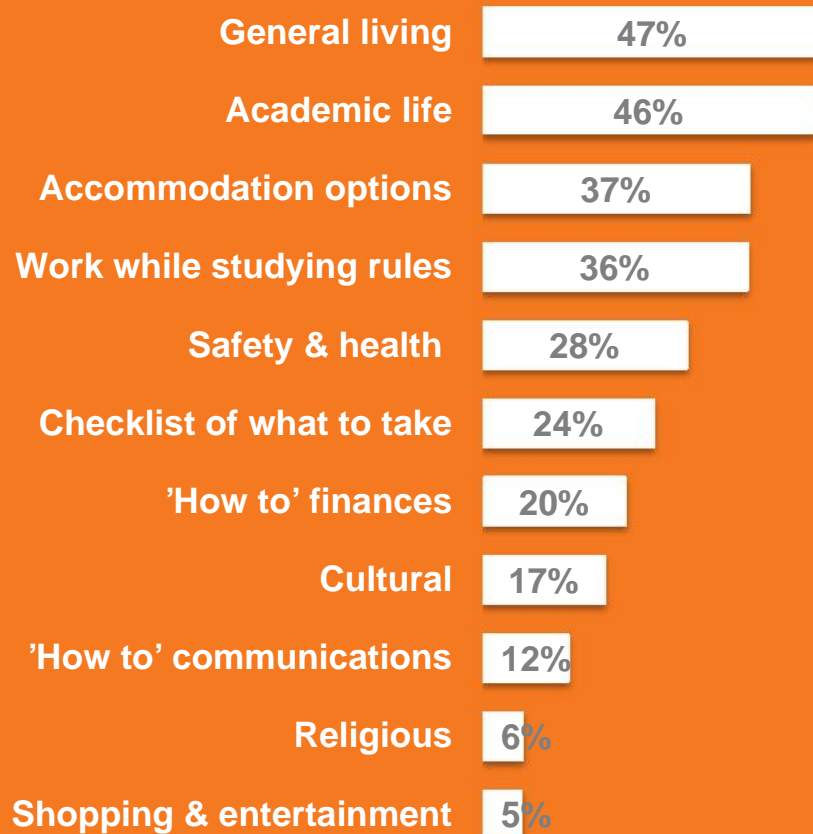 General living 47%
Academic life 46%
Accommodation options 37%
Work while studying rules 36%
Safety & health 28%
Checklist of what to take 24%
’How to’ finances 20%
Cultural 17%
’How to’ communications 12%
Religious 6%
Shopping & entertainment 5%